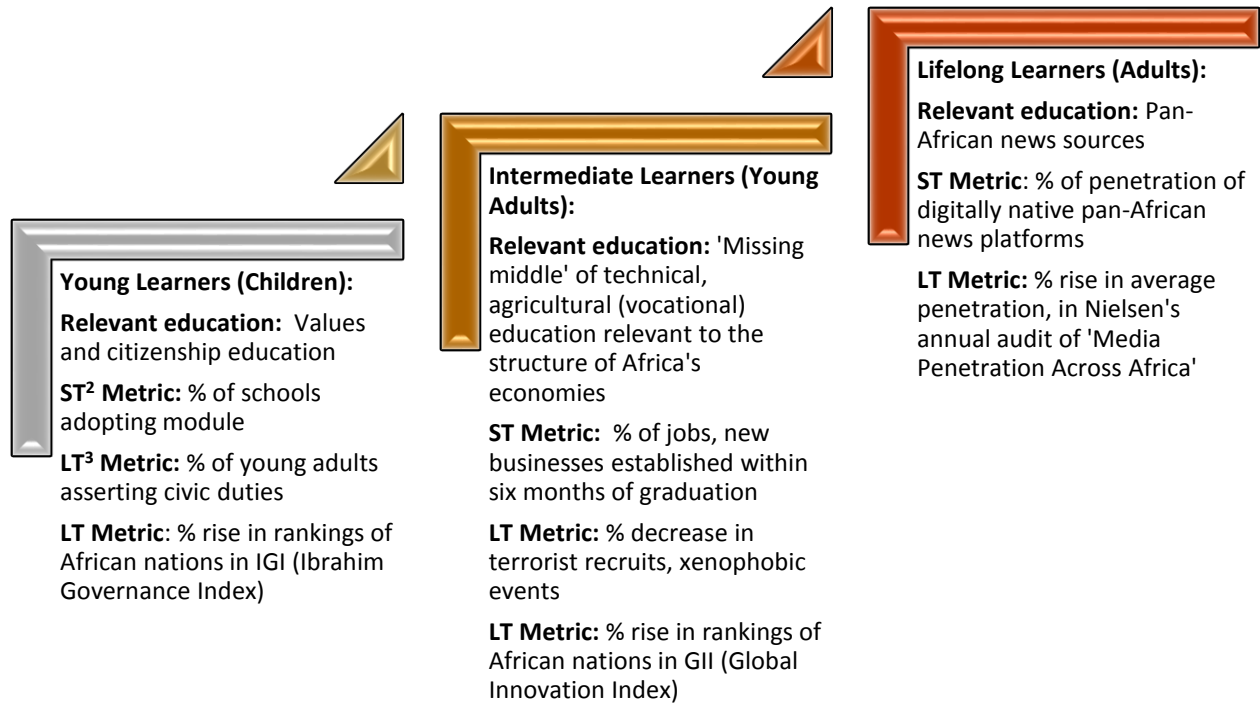 Young Learners (Children):
Relevant education:  Values
and citizenship education
ST² Metric: % of schools
adopting module
LT³ Metric: % of young adults
asserting civic duties
LT Metric: % rise in rankings of
African nations in IGI (Ibrahim
Governance Index)
Intermediate Learners (Young
Adults):
Relevant education: 'Missing
middle' of technical,
agricultural (vocational)
education relevant to the
structure of Africa's
economies
ST Metric:  % of jobs, new
businesses established within
six months of graduation
LT Metric: % decrease in
terrorist recruits, xenophobic
events
LT Metric: % rise in rankings of
African nations in GII (Global
Innovation Index)
Lifelong Learners (Adults):
Relevant education: Pan-
African news sources
ST Metric: % of penetration of
digitally native pan-African
news platforms
LT Metric: % rise in average
penetration, in Nielsen's
annual audit of 'Media
Penetration Across Africa'